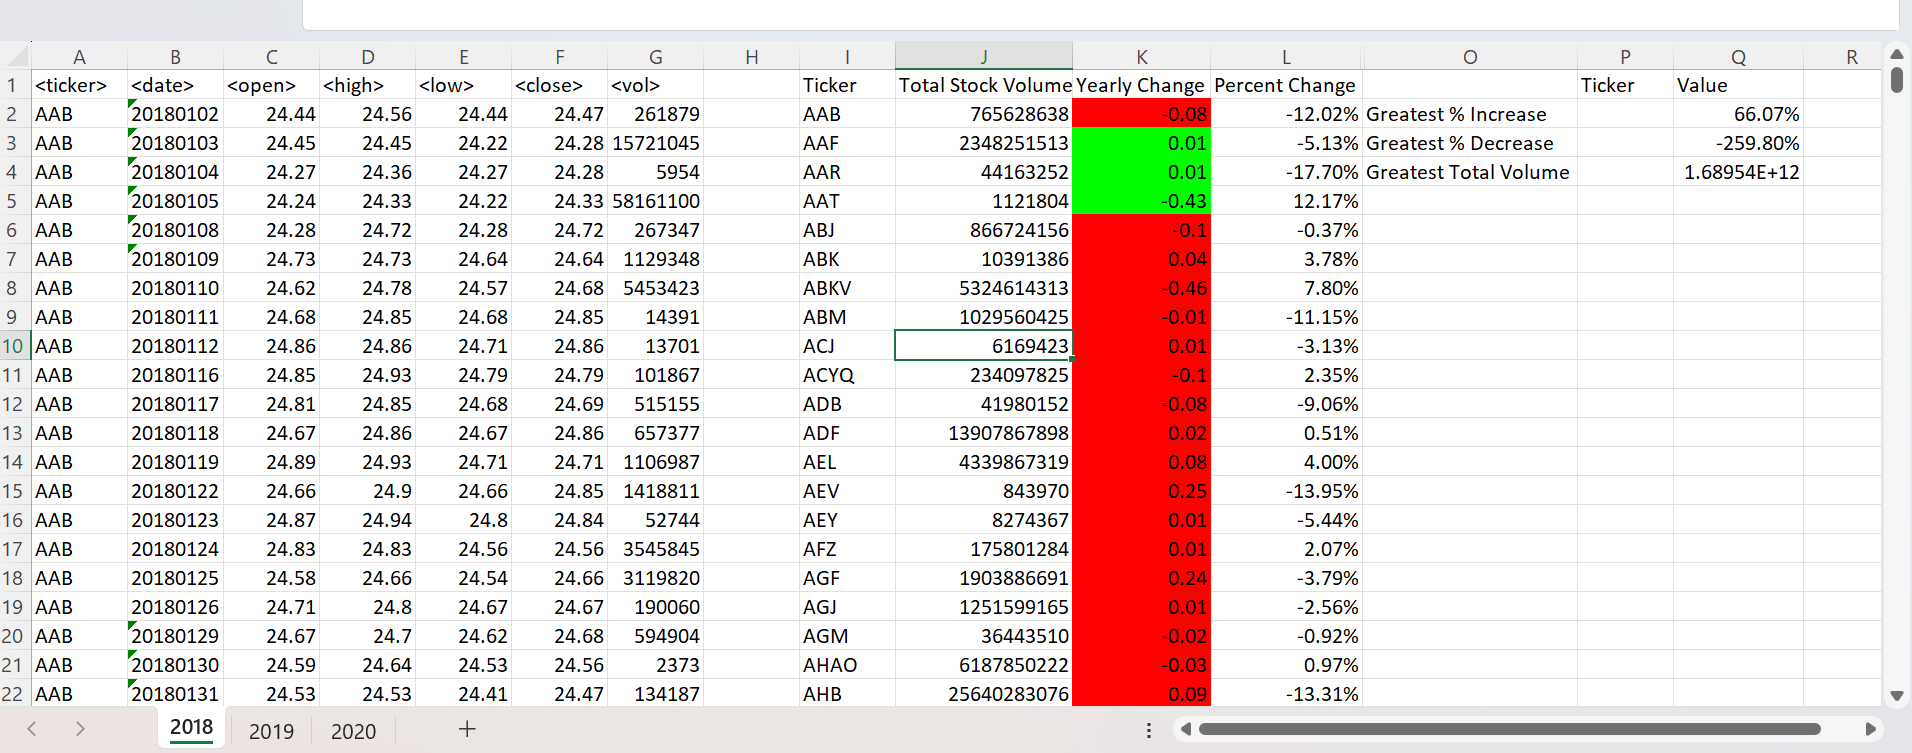 A B C D E F G H I J K L O P Q R
1 <ticker> <date> <open> <high> <low> <close> <vol> Ticker Total Stock Volume Yearly Change Percent Change Ticker Value
2 AAB 20180102 24.44 24.56 24.44 24.47 261879 AAB 765628638 -0.08 -12.02% Greatest % Increase 66.07%
3 AAB 20180103 24.45 24.45 24.22 24.28 15721045 AAF 2348251513 0.01 -5.13% Greatest % Decrease -259.80%
4 AAB 20180104 24.27 24.36 24.27 24.28 5954 AAR 44163252 0.01 -17.70% Greatest Total Volume 1.68954E+12
5 AAB 20180105 24.24 24.33 24.22 24.33 58161100 AAT 1121804 -0.43 12.17%
6 AAB 20180108 24.28 24.72 24.28 24.72 267347 ABJ 866724156 -0.1 -0.37%
7 AAB 20180109 24.73 24.73 24.64 24.64 1129348 ABK 10391386 0.04 3.78%
8 AAB 20180110 24.62 24.78 24.57 24.68 5453423 ABKV 5324614313 -0.46 7.80%
9 AAB 20180111 24.68 24.85 24.68 24.85 14391 ABM 1029560425 -0.01 -11.15%
10 AAB 20180112 24.86 24.86 24.71 24.86 13701 ACJ 6169423 0.01 -3.13%
11 AAB 20180116 24.85 24.93 24.79 24.79 101867 ACYQ 234097825 -0.1 2.35%
12 AAB 20180117 24.81 24.85 24.68 24.69 515155 ADB 41980152 -0.08 -9.06%
13 AAB 20180118 24.67 24.86 24.67 24.86 657377 ADF 13907867898 0.02 0.51%
14 AAB 20180119 24.89 24.93 24.71 24.71 1106987 AEL 4339867319 0.08 4.00%
15 AAB 20180122 24.66 24.9 24.66 24.85 1418811 AEV 843970 0.25 -13.95%
16 AAB 20180123 24.87 24.94 24.8 24.84 52744 AEY 8274367 0.01 -5.44%
17 AAB 20180124 24.83 24.83 24.56 24.56 3545845 AFZ 175801284 0.01 2.07%
18 AAB 20180125 24.58 24.66 24.54 24.66 3119820 AGF 1903886691 0.24 -3.79%
19 AAB 20180126 24.71 24.8 24.67 24.67 190060 AGJ 1251599165 0.01 -2.56%
20 AAB 20180129 24.67 24.7 24.62 24.68 594904 AGM 36443510 -0.02 -0.92%
21 AAB 20180130 24.59 24.64 24.53 24.56 2373 AHAO 6187850222 -0.03 0.97%
22 AAB 20180131 24.53 24.53 24.41 24.47 134187 AHB 25640283076 0.09 -13.31%
2018 2019 2020 +